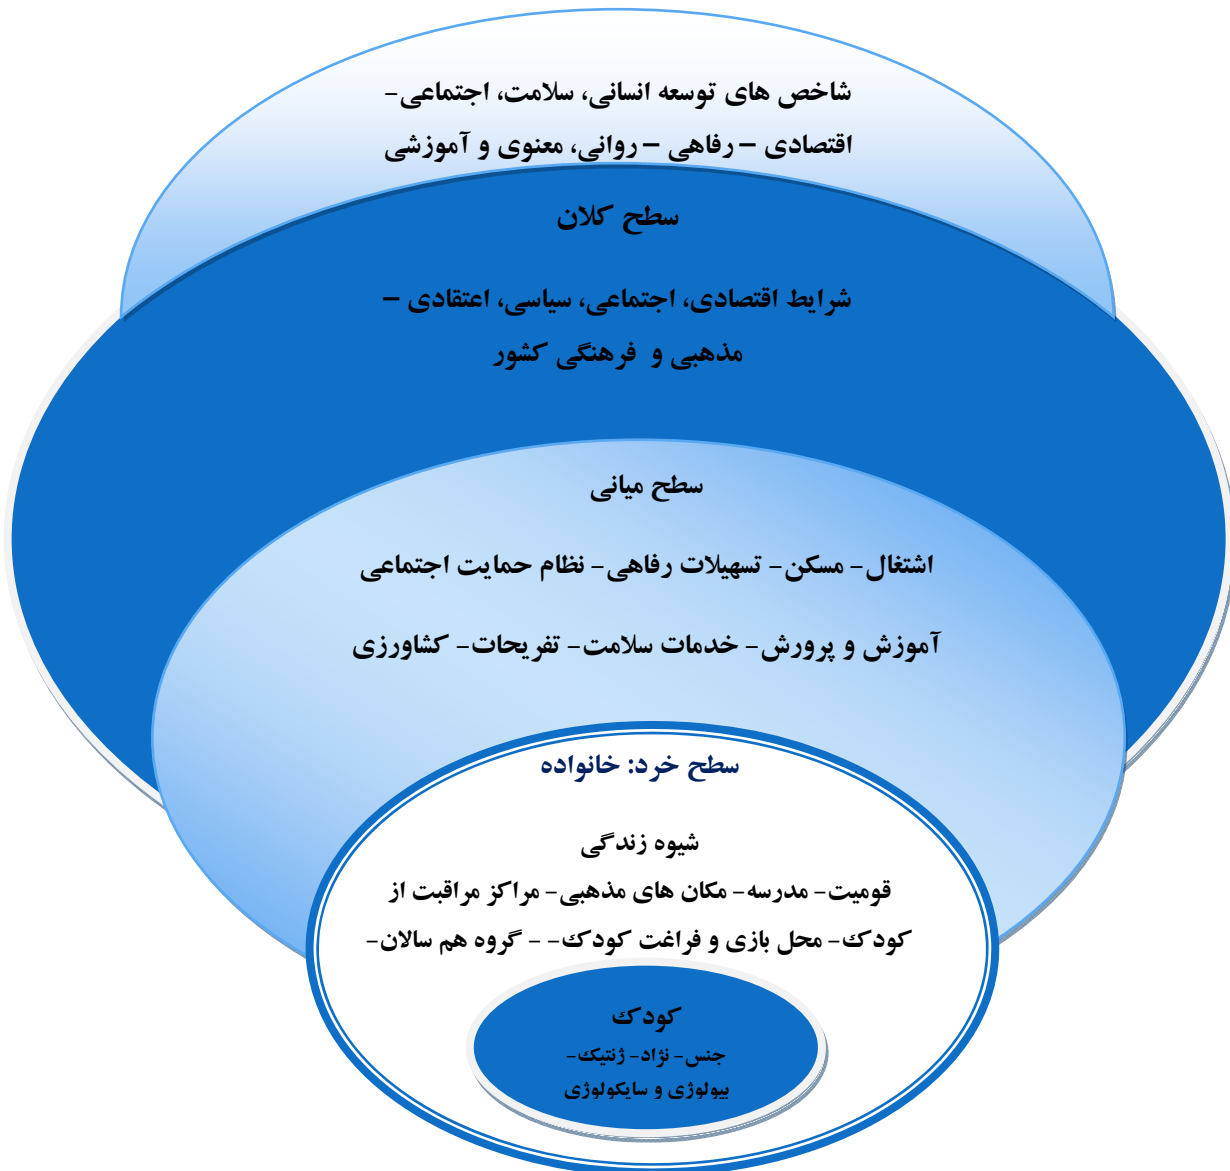 شاخص های توسعه انسانی، سلامت، اجتماعی-
اقتصادی – رفاهی – روانی، معنوی و آموزشی
سطح کلان
شرایط اقتصادی، اجتماعی، سیاسی، اعتقادی –
مذهبی و فرهنگی کشور
سطح میانی
اشتغال- مسکن- تسهیلات رفاهی- نظام حمایت اجتماعی
آموزش و پرورش- خدمات سلامت- تفریحات- کشاورزی
سطح خرد: خانواده
شیوه زندگی
قومیت- مدرسه- مکان های مذهبی- مراکز مراقبت از
کودک- محل بازی و فراغت کودک- - گروه هم سالان-
کودک
جنس- نژاد- ژنتیک-
بیولوژی و سایکولوژی